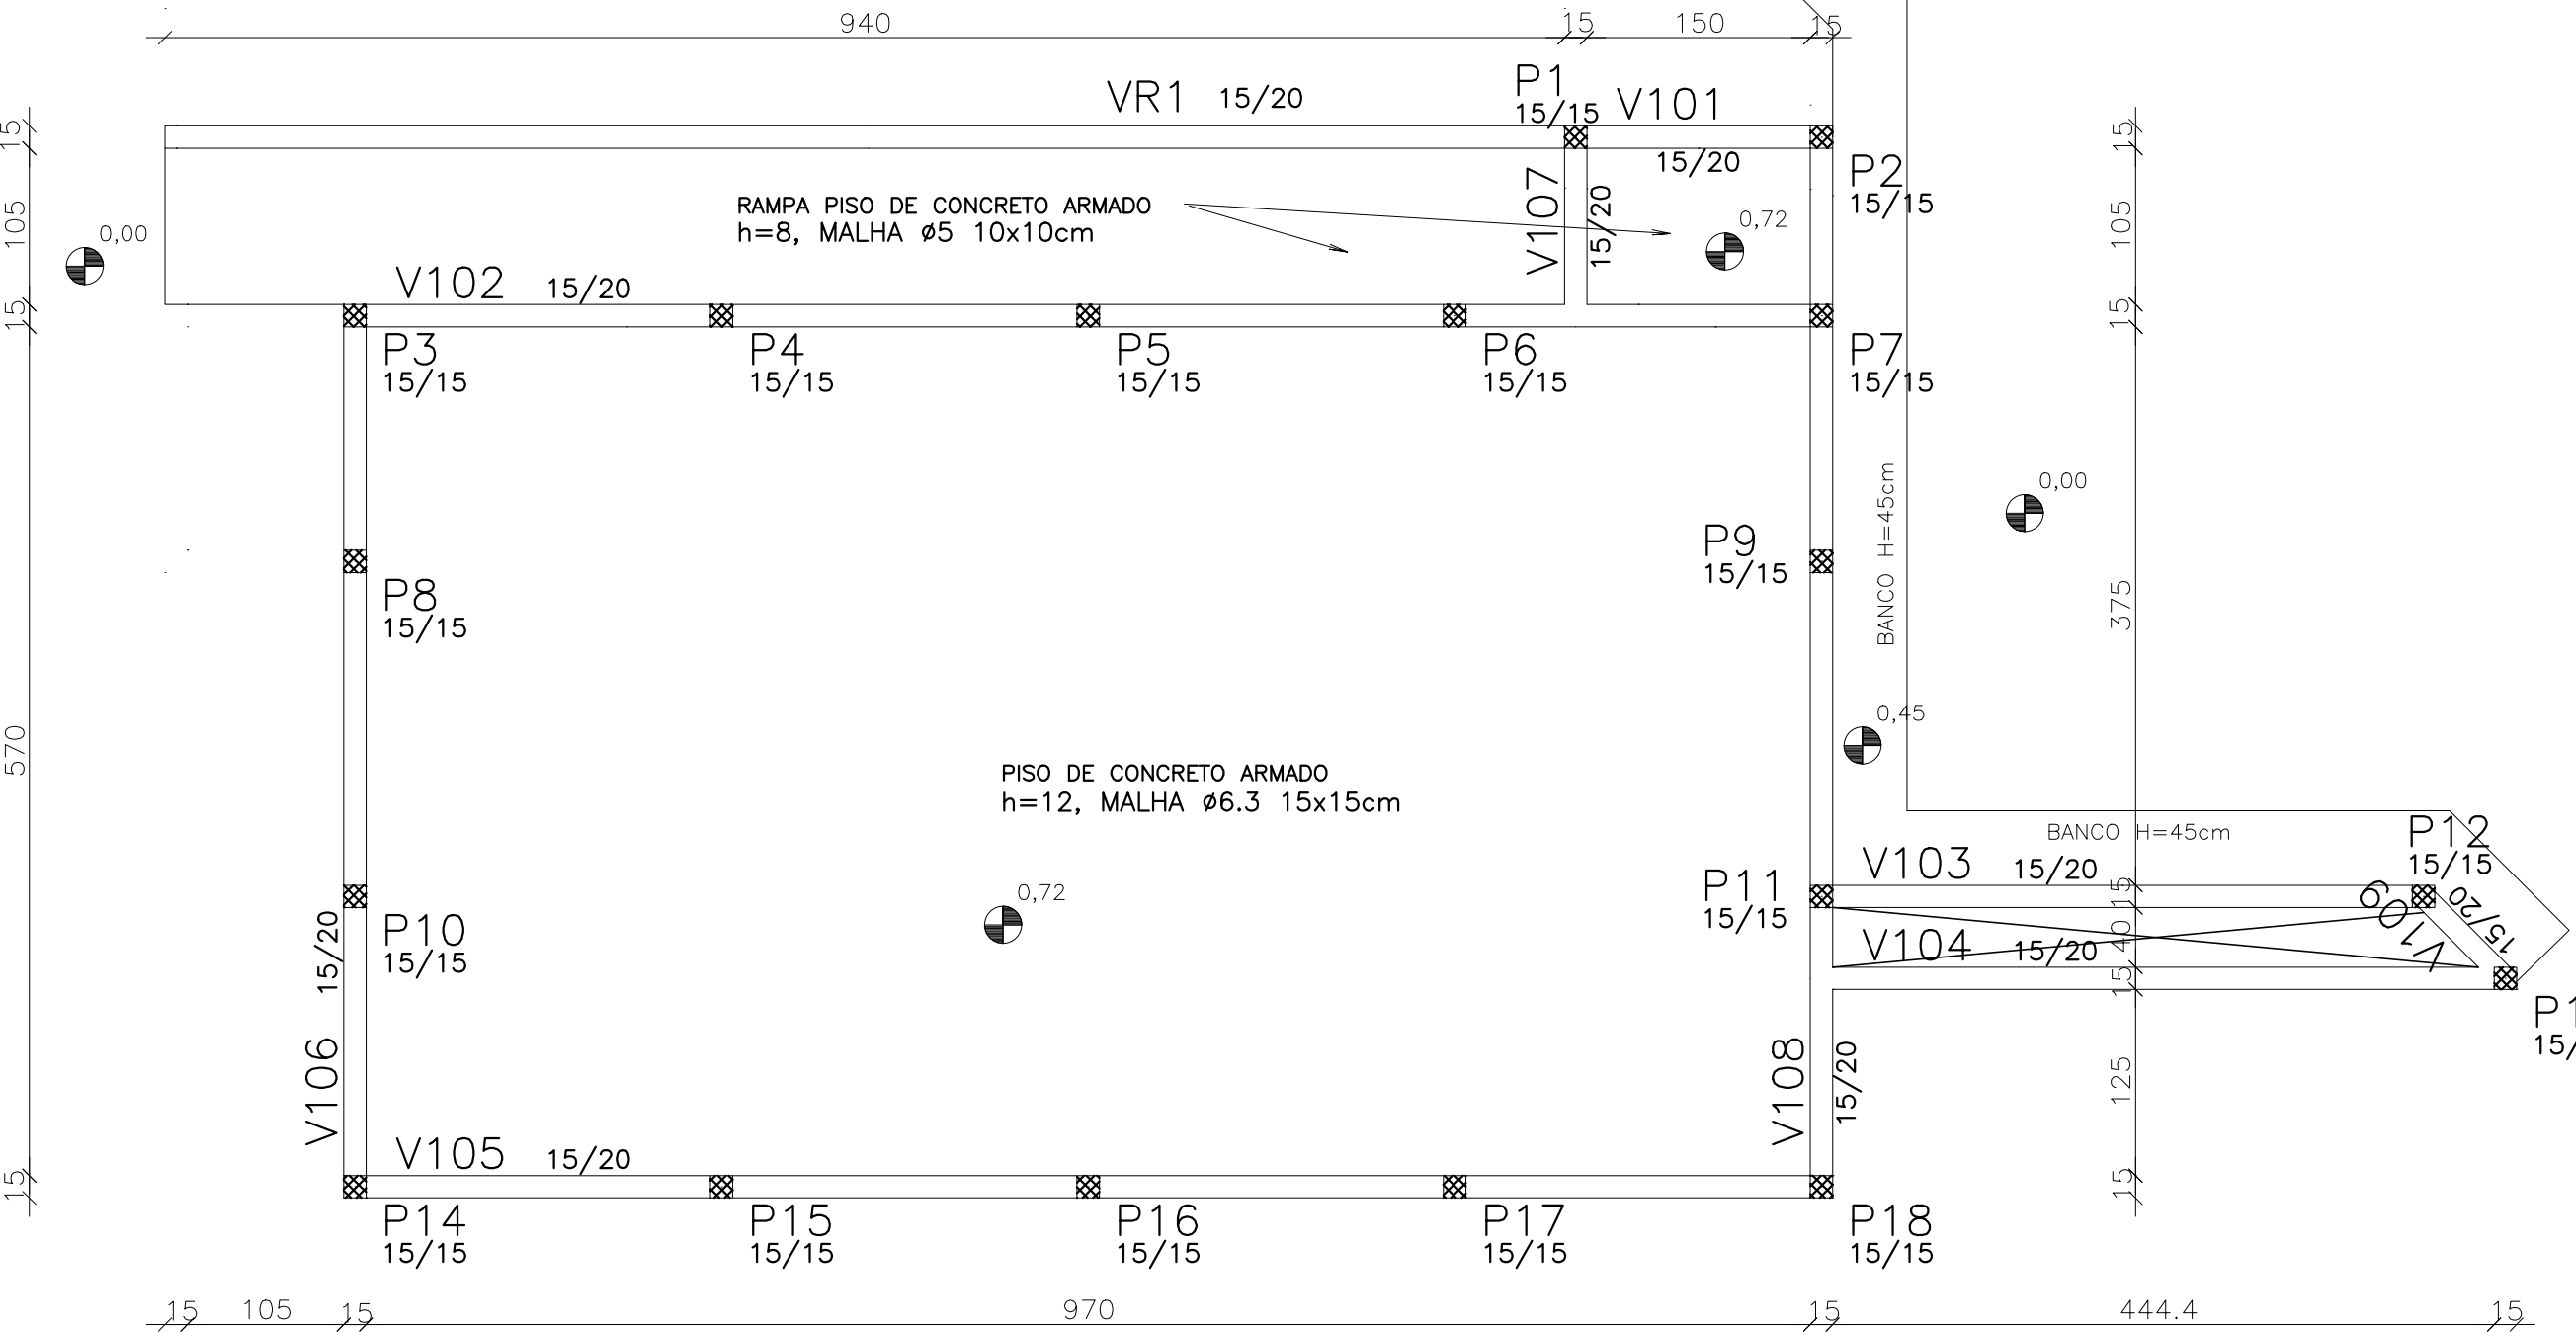 940
15
150
15
VR1 15/20
P1
15/15
V101
15/20
15
105
15
570
15
0,00
RAMPA PISO DE CONCRETO ARMADO
h=8, MALHA ø5 10x10cm
V107
15/20
0,72
P2
15/15
15
105
15
375
15
40
15
125
15
V102 15/20
P3
15/15
P4
15/15
P5
15/15
P6
15/15
P7
15/15
P8
15/15
P9
15/15
BANCO H=45cm
0,00
0,45
PISO DE CONCRETO ARMADO
h=12, MALHA ø6.3 15x15cm
0,72
BANCO H=45cm
P12
15/15
V103 15/20
P11
15/15
V109
15/20
V104 15/20
P10
15/15
V106
15/20
V108
15/20
V105 15/20
P14
15/15
P15
15/15
P16
15/15
P17
15/15
P18
15/15
15
105
15
970
15
444.4
15